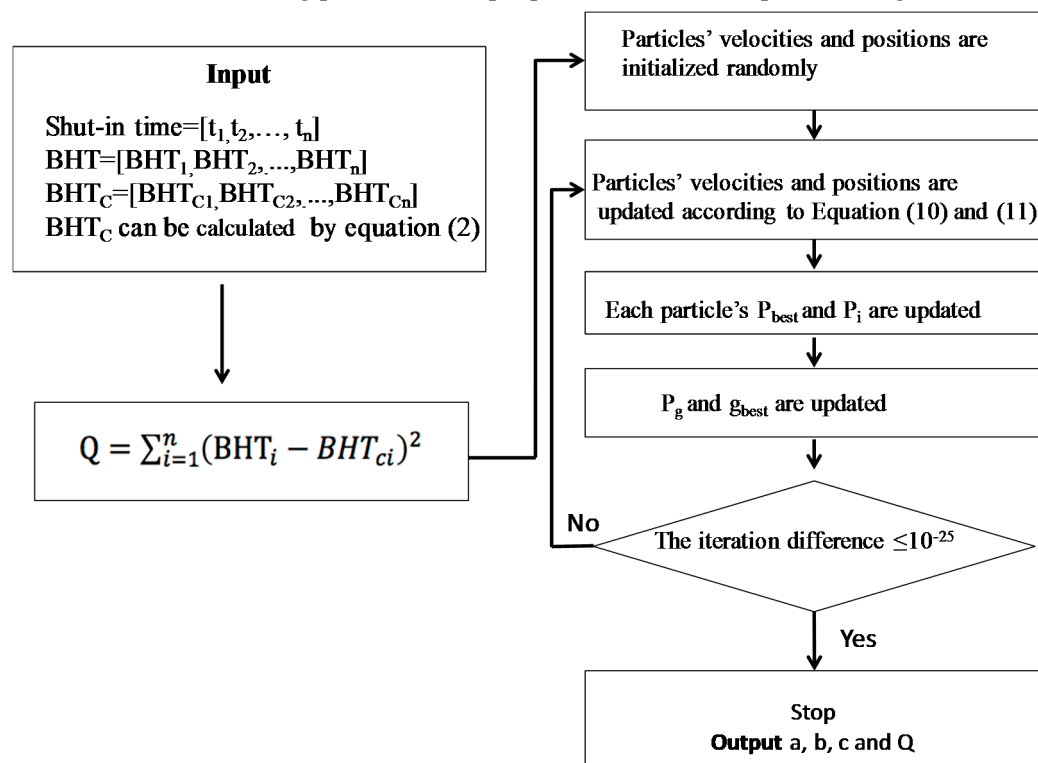 Input
Shut-in time=[t1,t2,…, tn]
BHT=[BHT1,BHT2,…,BHTn]
BHTC=[BHTC1,BHTC2,…,BHTCn]
BHTC can be calculated by equation (2)
Q = ∑ⁿᵢ₌₁(BHTi − BHTci)²
Particles’ velocities and positions are
initialized randomly
Particles’ velocities and positions are
updated according to Equation (10) and (11)
Each particle’s Pbest and Pi are updated
Pg and gbest are updated
No
The iteration difference ≤10⁻²⁵
Yes
Stop
Output a, b, c and Q